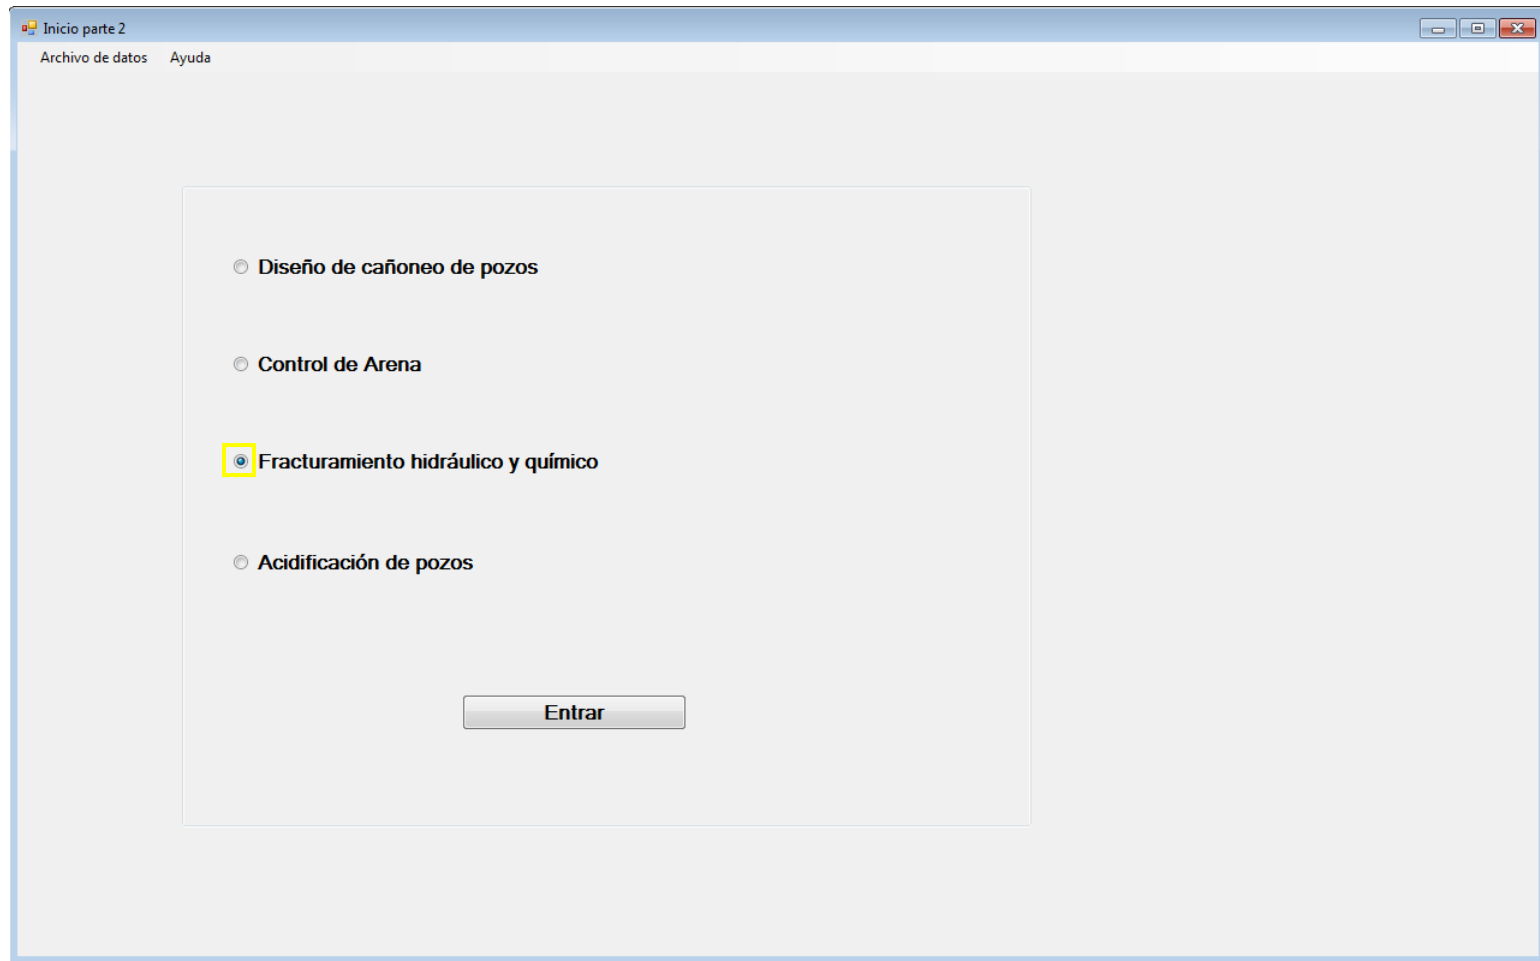 Inicio parte 2
Archivo de datos Ayuda
Diseño de cañoneo de pozos
Control de Arena
Fracturamiento hidráulico y químico
Acidificación de pozos
Entrar